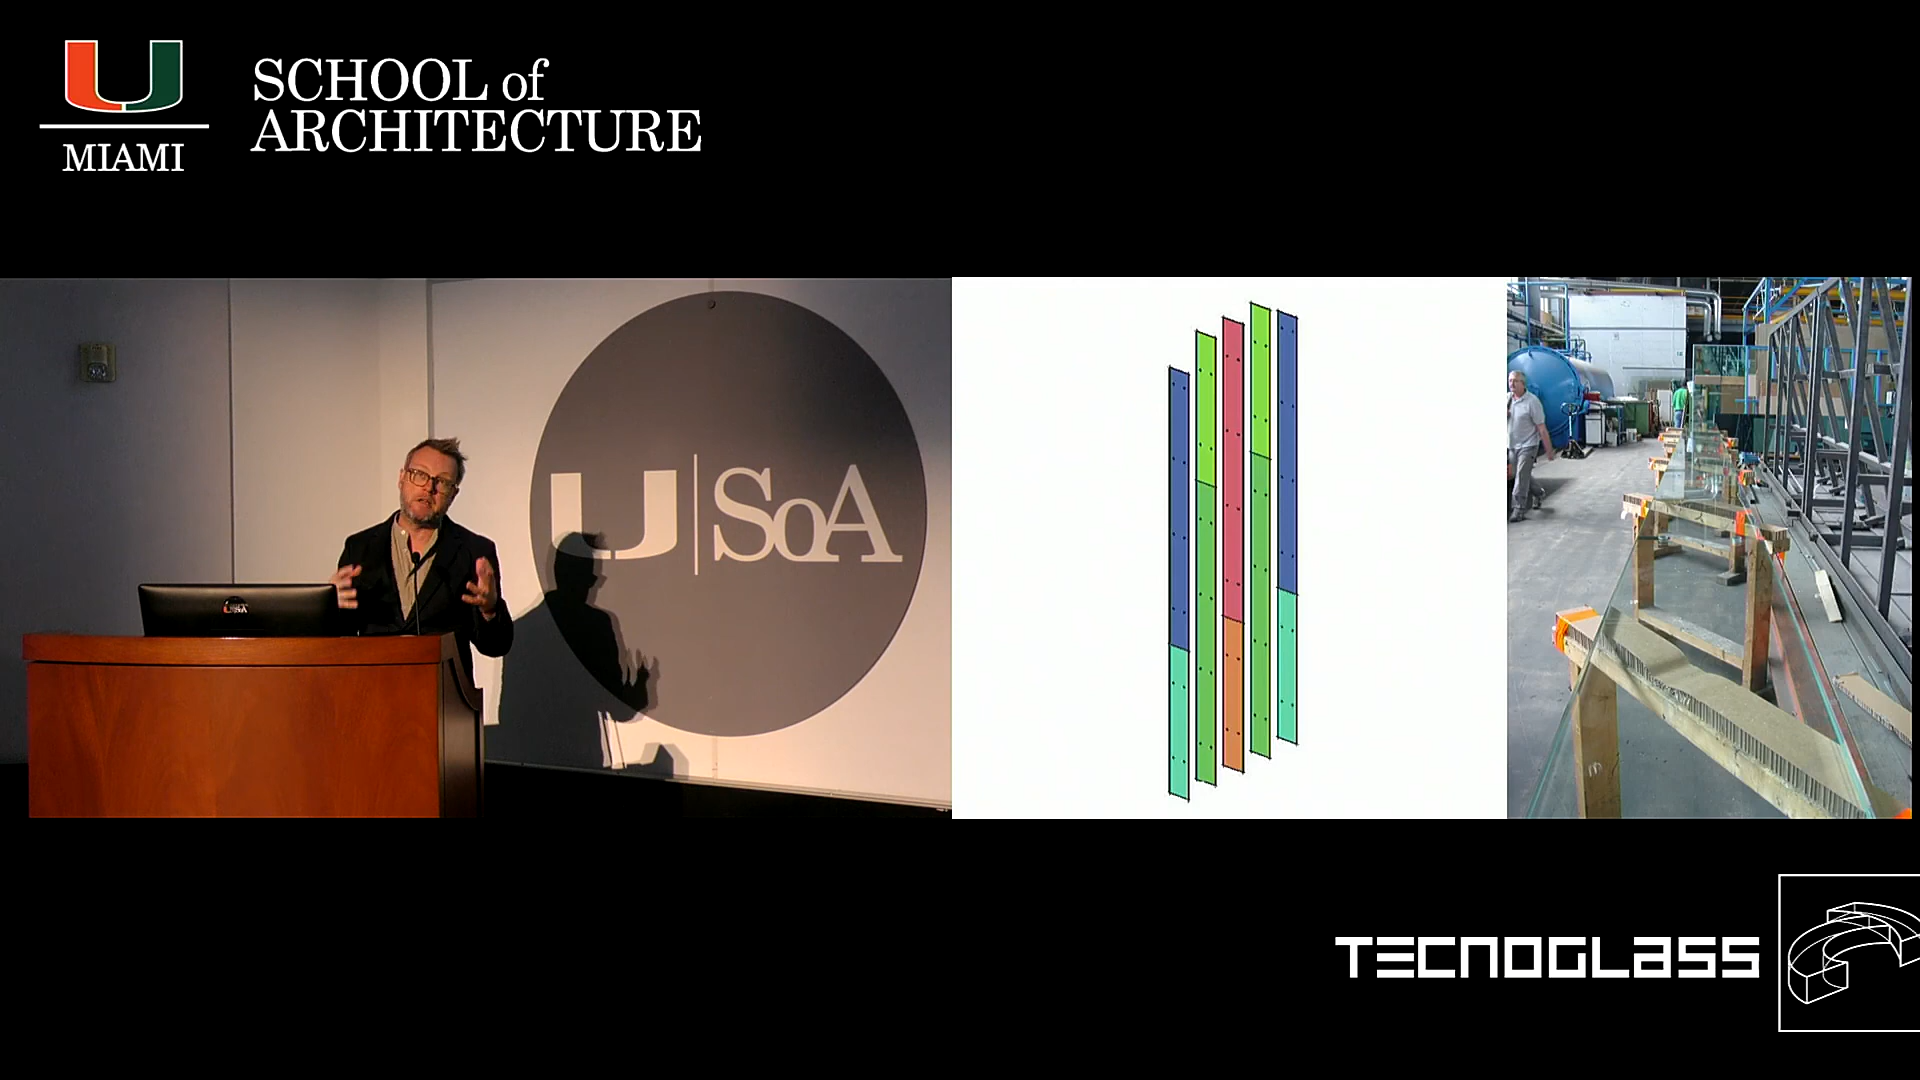 SCHOOL of
ARCHITECTURE
MIAMI
U SoA
TECNOGLASS